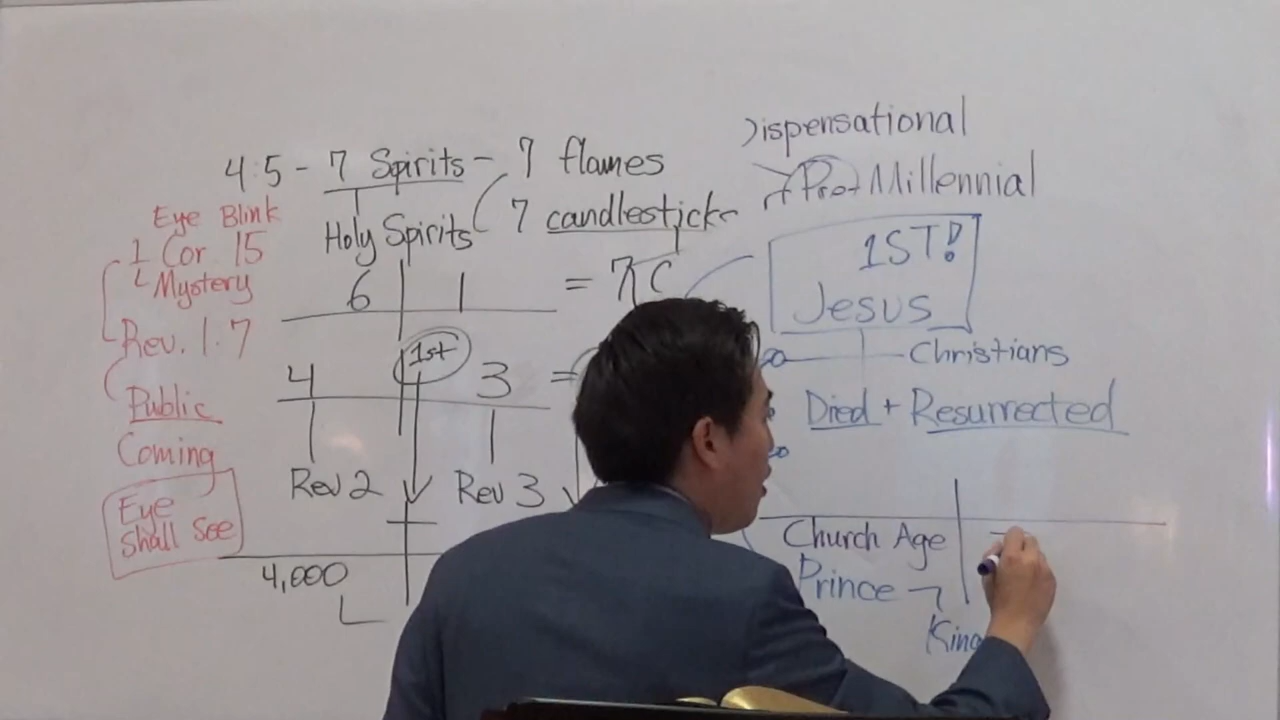 Dispensational
4:5 - 7 Spirits - 7 flames
Millennial
Eye Blink
Holy Spirits
7 candlestick
1 Cor 15
1ST!
Mystery
6 1 = 7
Jesus
Rev. 1:7
1st
Christians
4 3 =
Public
Died + Resurrected
Coming
Rev 2
Rev 3
Eye
Shall See
Church Age
4,000
Prince
King